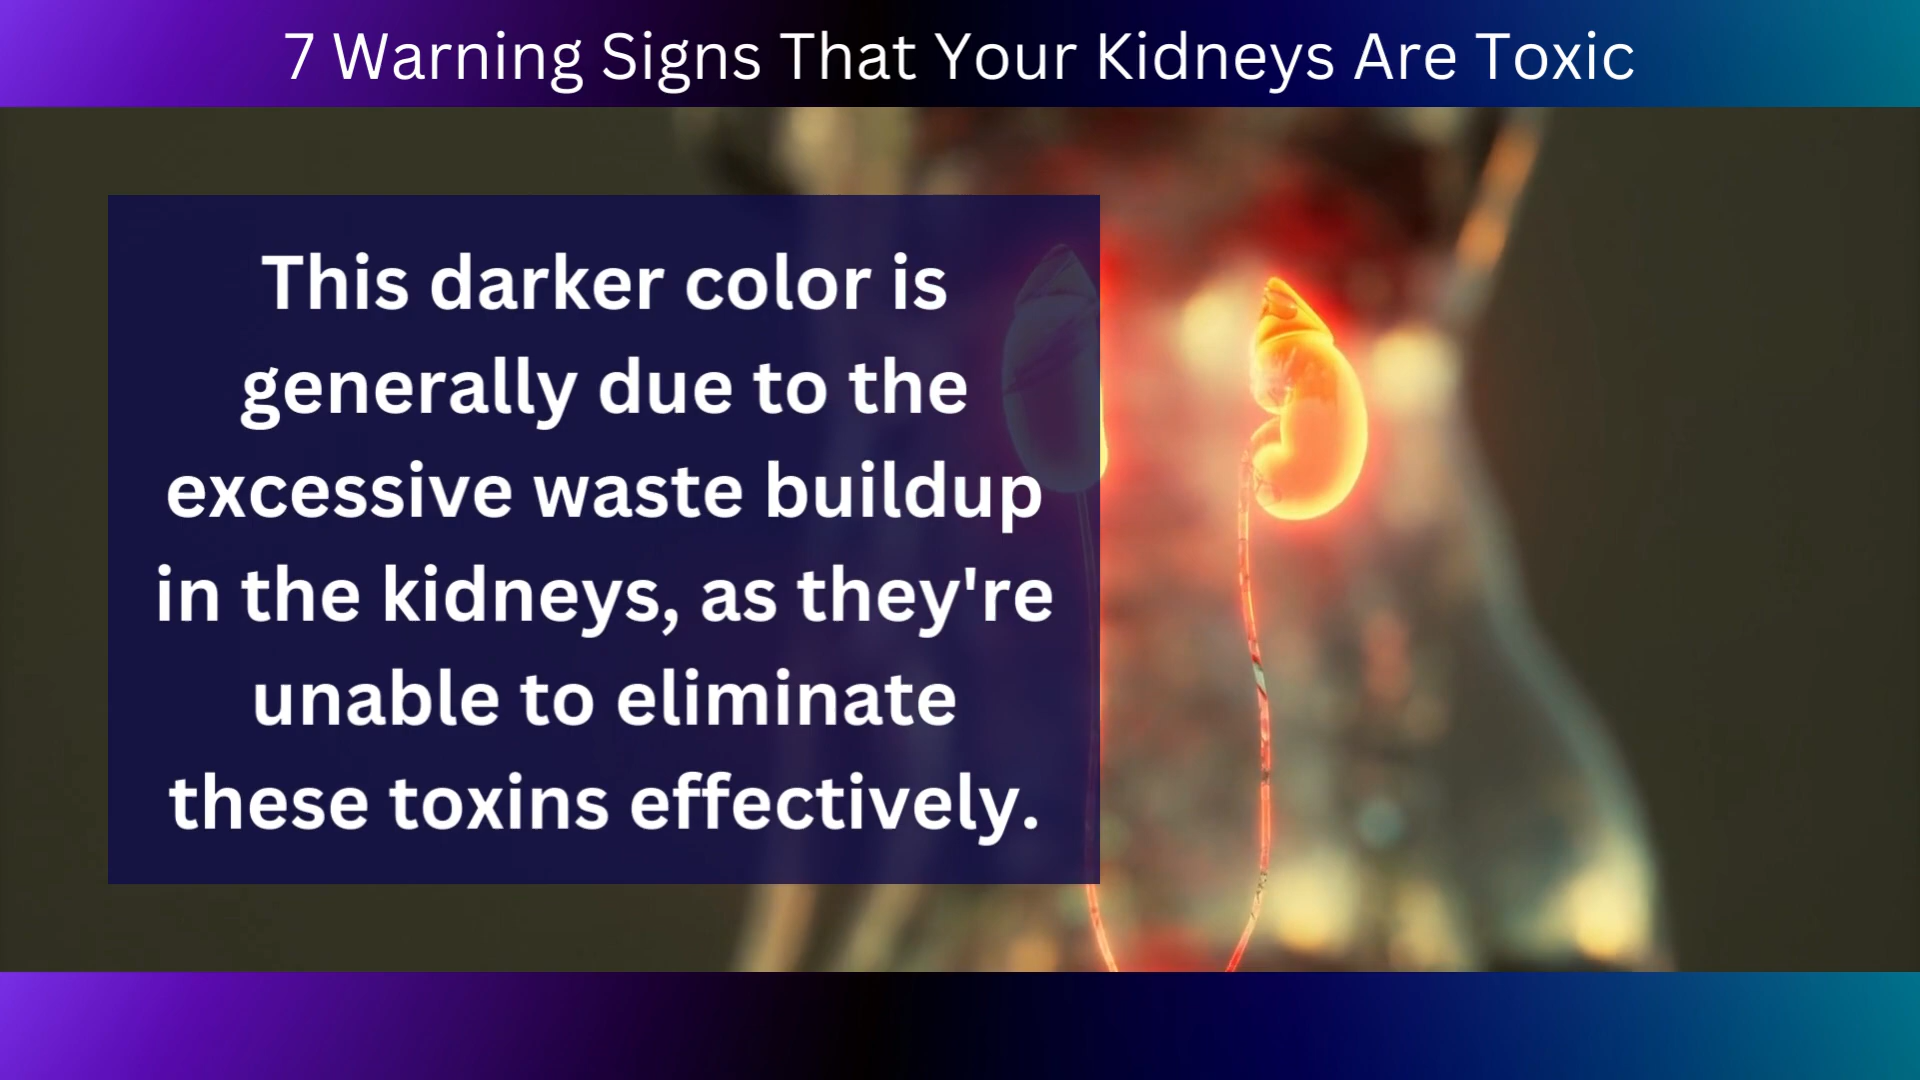 7 Warning Signs That Your Kidneys Are Toxic
This darker color is
generally due to the
excessive waste buildup
in the kidneys, as they're
unable to eliminate
these toxins effectively.